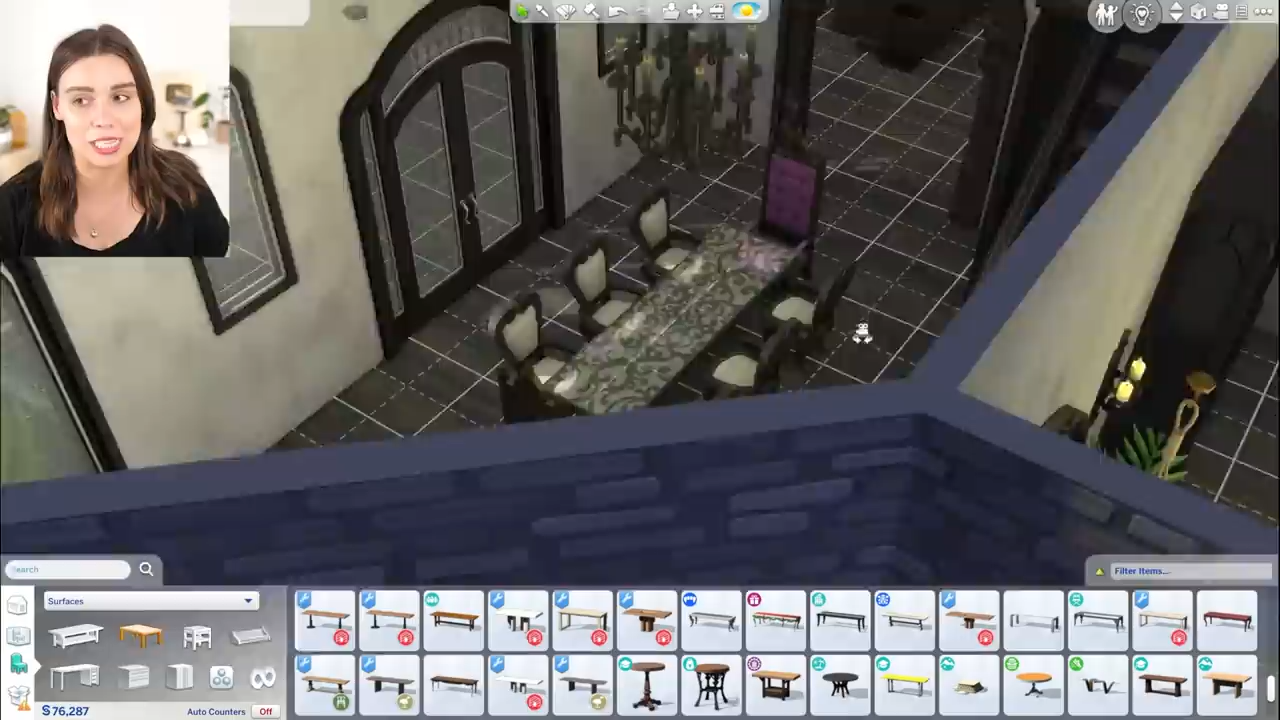 Search
Filter Items...
Surfaces
$76,287
Auto Counters
Off